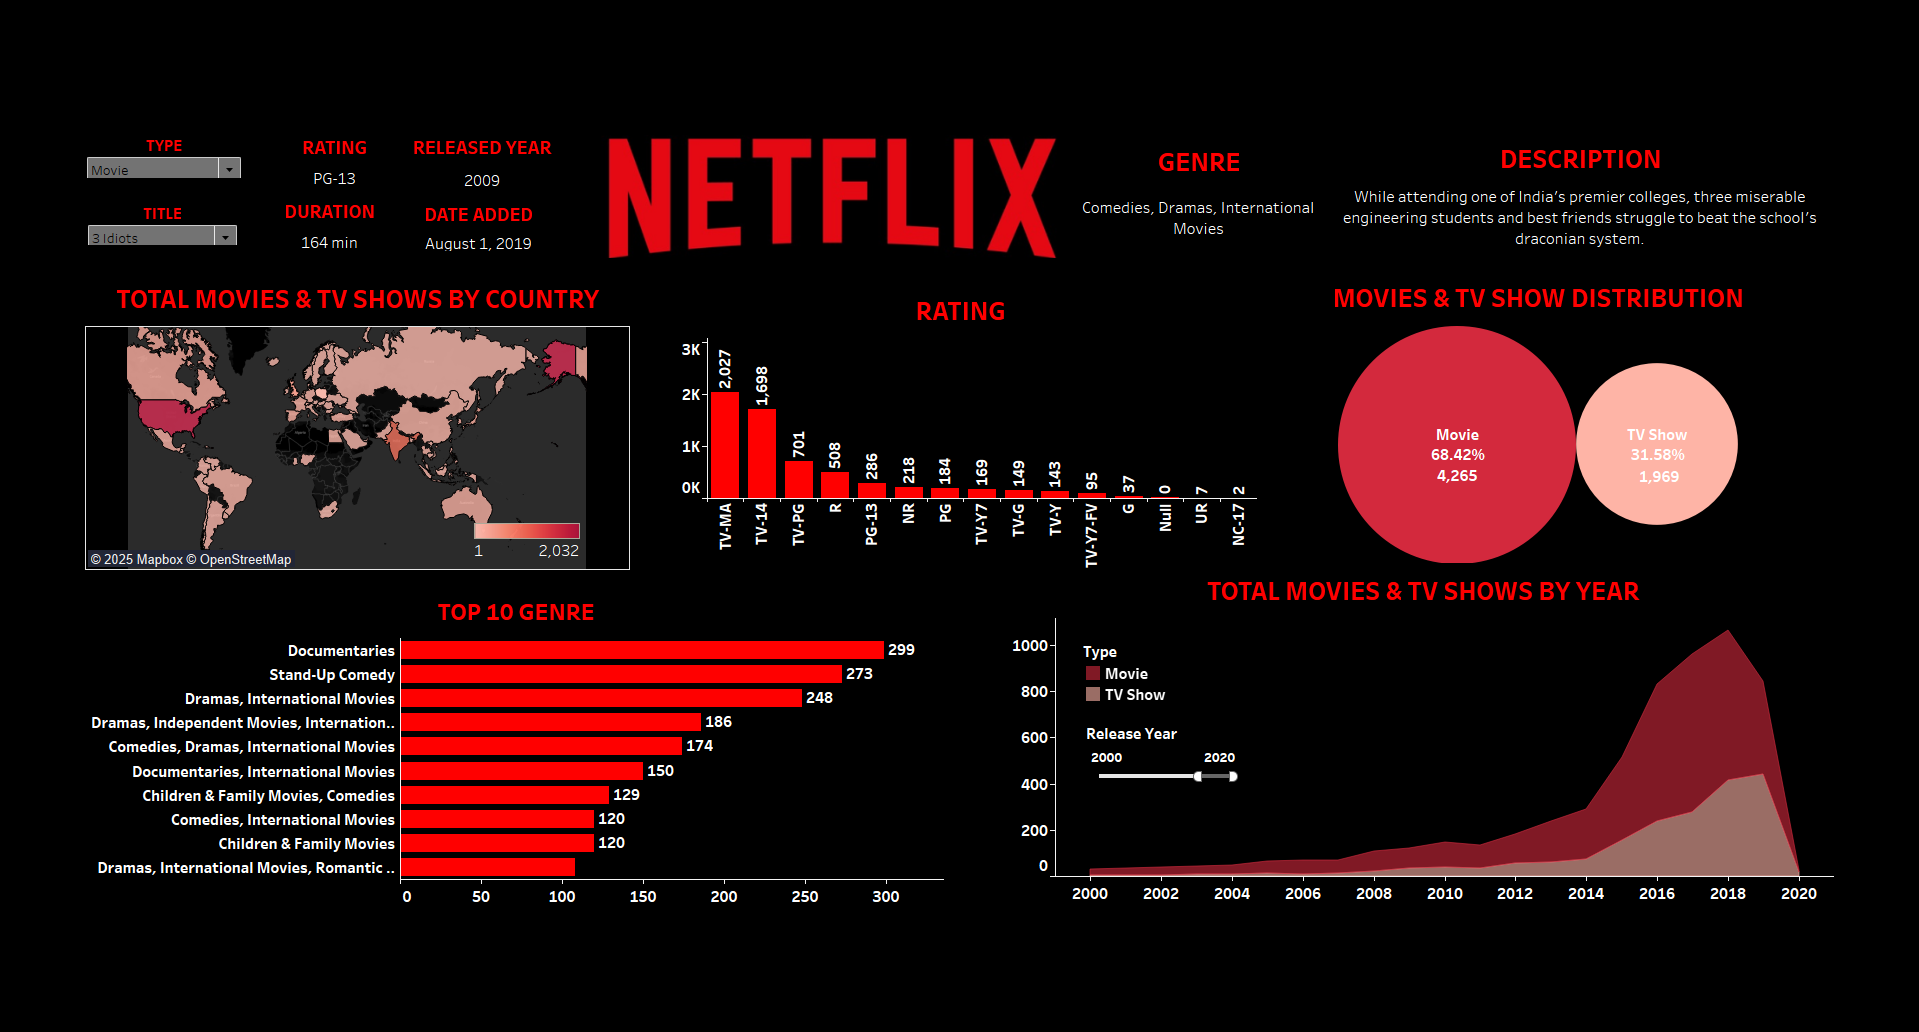 TYPE
Movie
TITLE
3 Idiots
RATING
PG-13
RELEASED YEAR
2009
DURATION
164 min
DATE ADDED
August 1, 2019
NETFLIX
GENRE
Comedies, Dramas, International
Movies
DESCRIPTION
While attending one of India’s premier colleges, three miserable
engineering students and best friends struggle to beat the school’s
draconian system.
TOTAL MOVIES & TV SHOWS BY COUNTRY
1 2,032
© 2025 Mapbox © OpenStreetMap
RATING
3K
2K
1K
0K
2,027
1,698
701
508
286
218
184
169
149
143
95
37
0
7
2
TV-MA
TV-14
TV-PG
R
PG-13
NR
PG
TV-Y7
TV-G
TV-Y
TV-Y7-FV
G
Null
UR
NC-17
MOVIES & TV SHOW DISTRIBUTION
Movie
68.42%
4,265
TV Show
31.58%
1,969
TOP 10 GENRE
Documentaries 299
Stand-Up Comedy 273
Dramas, International Movies 248
Dramas, Independent Movies, Internation.. 186
Comedies, Dramas, International Movies 174
Documentaries, International Movies 150
Children & Family Movies, Comedies 129
Comedies, International Movies 120
Children & Family Movies 120
Dramas, International Movies, Romantic ..
0 50 100 150 200 250 300
TOTAL MOVIES & TV SHOWS BY YEAR
1000
800
600
400
200
0
Type
Movie
TV Show
Release Year
2000 2020
2000 2002 2004 2006 2008 2010 2012 2014 2016 2018 2020